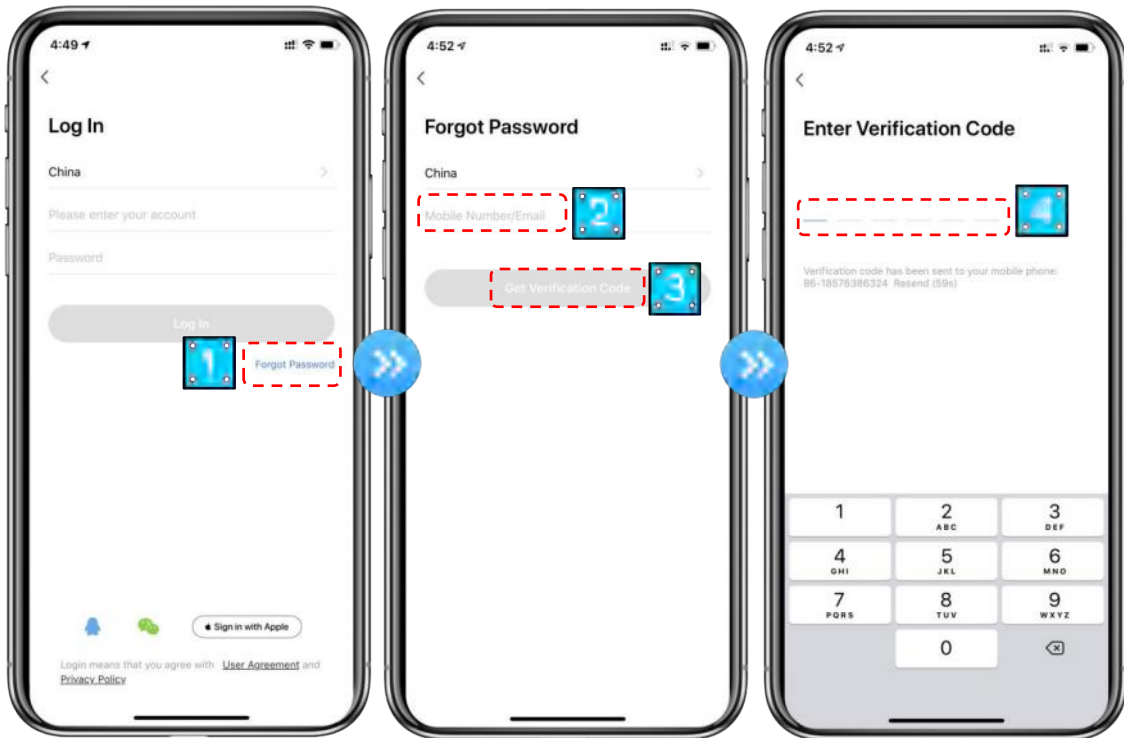 4:49
Log In
China
Please enter your account
Password
Log In
1
Forgot Password
Sign in with Apple
Login means that you agree with User Agreement and
Privacy Policy
4:52
Forgot Password
China
Mobile Number/Email
2
Get Verification Code
3
4:52
Enter Verification Code
4
Verification code has been sent to your mobile phone:
86-18576386324 Resend (59s)
1
2
ABC
3
DEF
4
GHI
5
JKL
6
MNO
7
PQRS
8
TUV
9
WXYZ
0